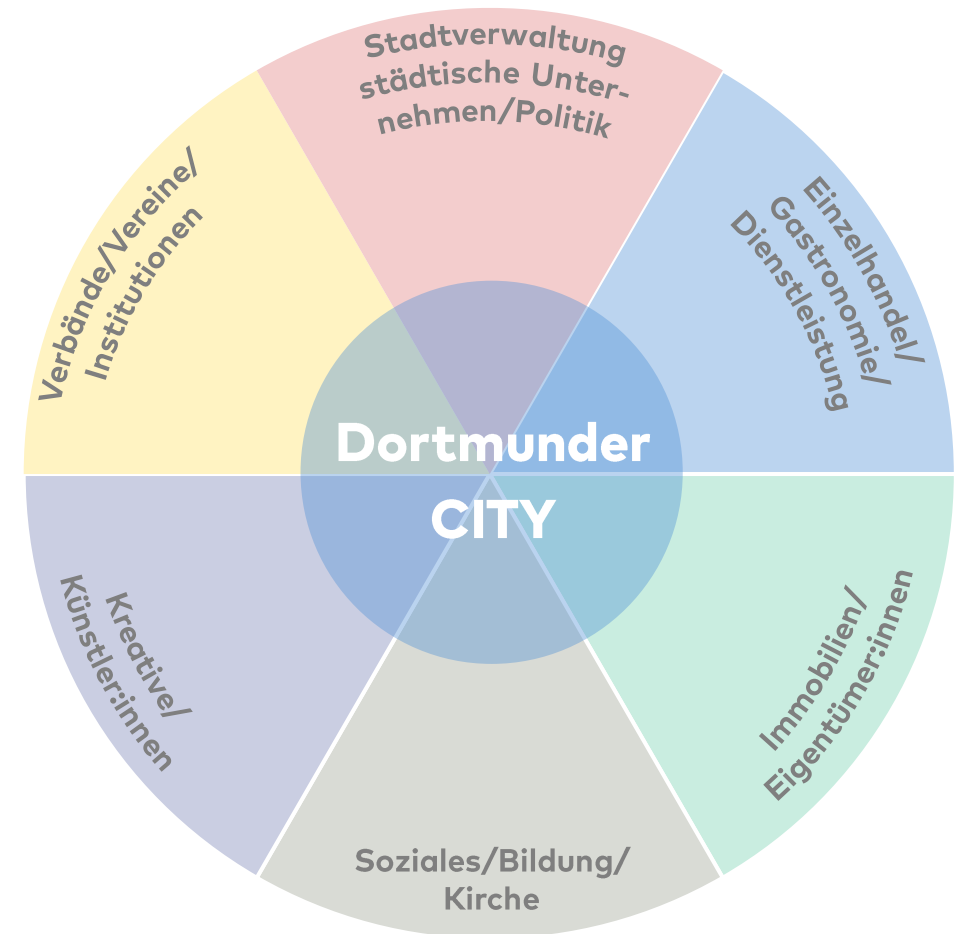 Stadtverwaltung
städtische Unter-
nehmen/Politik
Einzelhandel/
Gastronomie/
Dienstleistung
Immobilien/
Eigentümer:innen
Soziales/Bildung/
Kirche
Kreative/
Künstler:innen
Verbände/Vereine/
Institutionen
Dortmunder
CITY